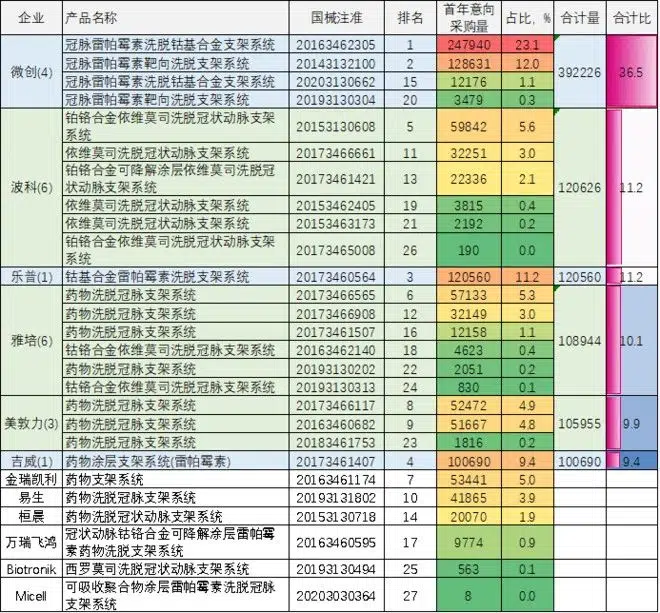 企业 产品名称 国械注准 排名 首年意向采购量 占比, % 合计量 合计比
微创(4) 冠脉雷帕霉素洗脱钴基合金支架系统 20163462305 1 247940 23.1 392226 36.5
冠脉雷帕霉素靶向洗脱支架系统 20143132100 2 128631 12.0
冠脉雷帕霉素洗脱钴基合金支架系统 20203130662 15 12176 1.1
冠脉雷帕霉素靶向洗脱支架系统 20193130304 20 3479 0.3
波科(6) 铂铬合金依维莫司洗脱冠状动脉支架
系统 20153130608 5 59842 5.6 120626 11.2
依维莫司洗脱冠状动脉支架系统 20173466661 11 32251 3.0
铂铬合金可降解涂层依维莫司洗脱冠
状动脉支架系统 20173461421 13 22336 2.1
依维莫司洗脱冠状动脉支架系统 20153462405 19 3815 0.4
依维莫司洗脱冠状动脉支架系统 20153463173 21 2192 0.2
铂铬合金依维莫司洗脱冠状动脉支架
系统 20173465008 26 190 0.0
乐普(1) 钴基合金雷帕霉素洗脱支架系统 20173460564 3 120560 11.2 120560 11.2
雅培(6) 药物洗脱冠脉支架系统 20173466565 6 57133 5.3 108944 10.1
药物洗脱冠脉支架系统 20173466908 12 32149 3.0
药物洗脱冠脉支架系统 20173461507 16 12158 1.1
钴铬合金依维莫司洗脱冠脉支架系统 20163462140 18 4623 0.4
药物洗脱冠脉支架系统 20193130202 22 2051 0.2
钴铬合金依维莫司洗脱冠脉支架系统 20193130313 24 830 0.1
美敦力(3) 药物洗脱冠脉支架系统 20173466117 8 52472 4.9 105955 9.9
药物洗脱冠脉支架系统 20163460682 9 51667 4.8
药物洗脱冠脉支架系统 20183461753 23 1816 0.2
吉威(1) 药物涂层支架系统(雷帕霉素) 20173461407 4 100690 9.4 100690 9.4
金瑞凯利 药物支架系统 20163461174 7 53441 5.0
易生 药物洗脱冠脉支架系统 20193131802 10 41865 3.9
桓晨 药物洗脱冠状动脉支架系统 20153130718 14 20070 1.9
万瑞飞鸿 冠状动脉钴铬合金可降解涂层雷帕霉
素药物洗脱支架系统 20163460595 17 9774 0.9
Biotronik 西罗莫司洗脱冠状动脉支架系统 20193130494 25 563 0.1
Micell 可吸收聚合物涂层雷帕霉素洗脱冠脉
支架系统 20203030364 27 8 0.0